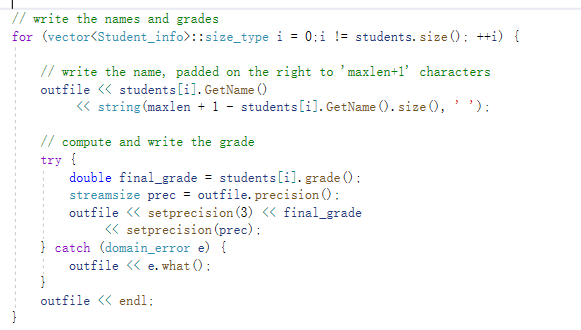 // write the names and grades
for (vector<Student_info>::size_type i = 0;i != students.size(); ++i) {
// write the name, padded on the right to 'maxlen+1' characters
outfile << students[i].GetName()
<< string(maxlen + 1 - students[i].GetName().size(), ' ');
// compute and write the grade
try {
double final_grade = students[i].grade();
streamsize prec = outfile.precision();
outfile << setprecision(3) << final_grade
<< setprecision(prec);
} catch (domain_error e) {
outfile << e.what();
}
outfile << endl;
}